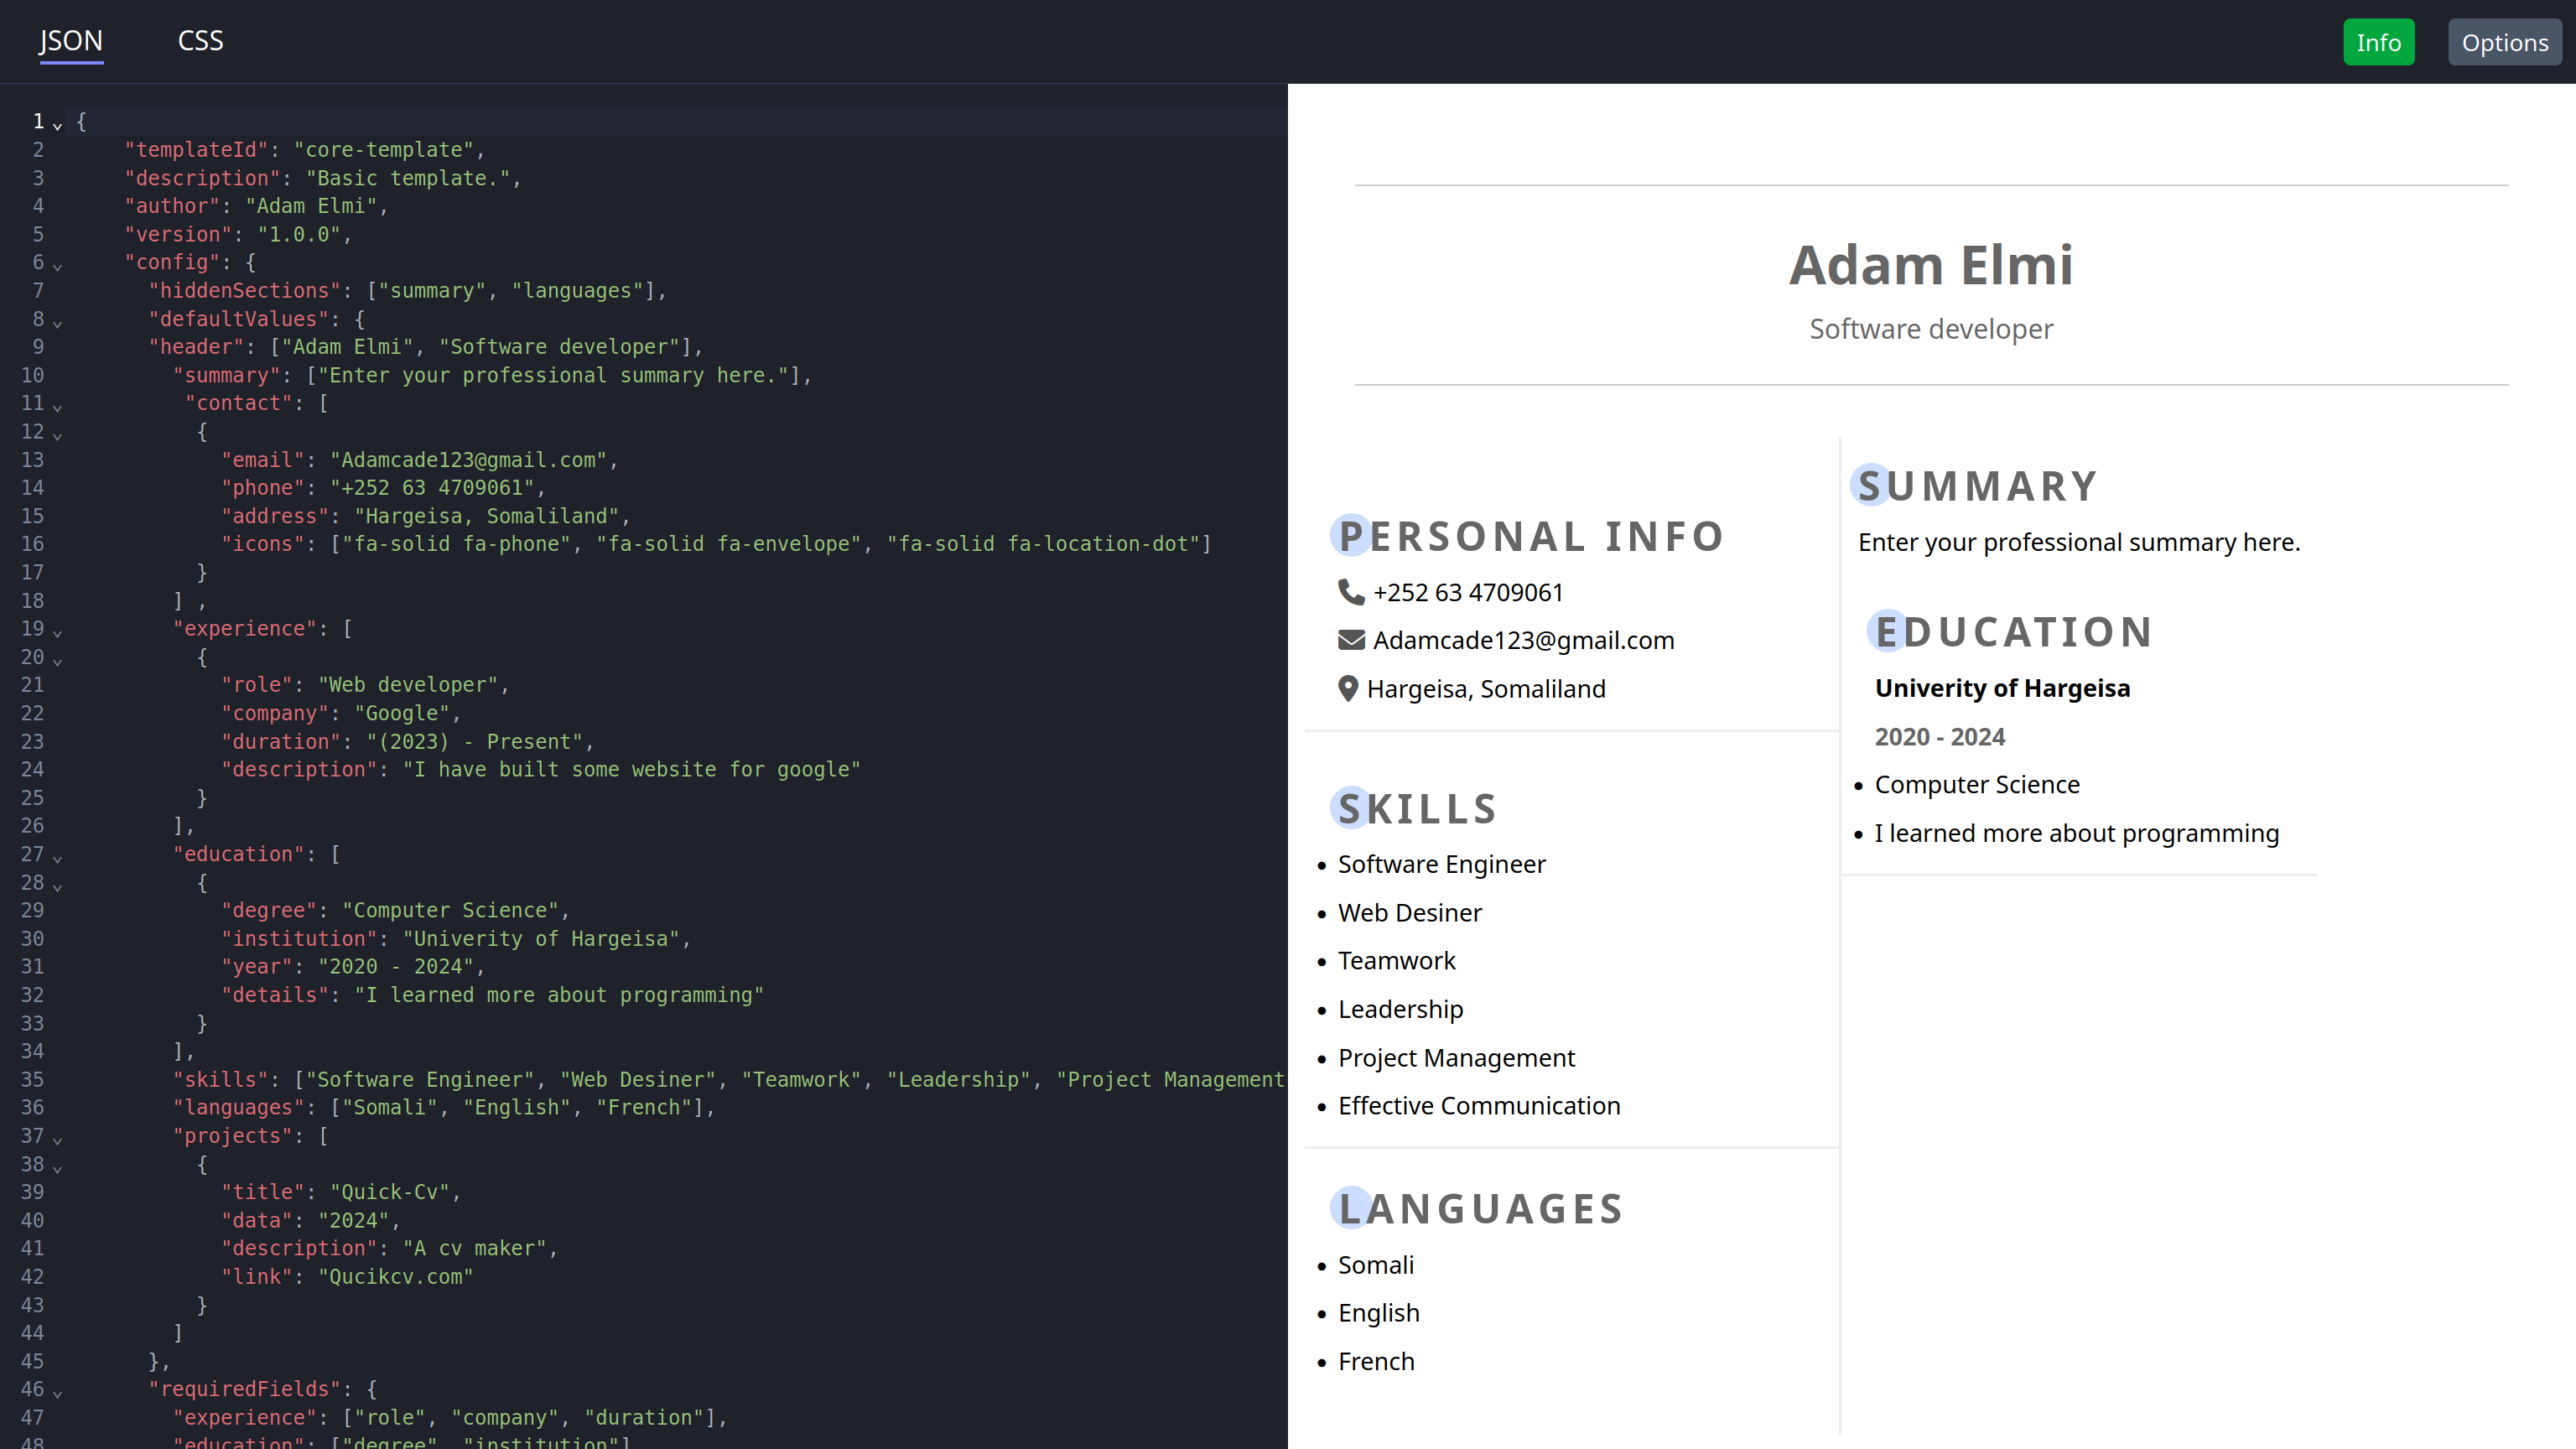 JSON CSS Info Options
1 {
2 "templateId": "core-template",
3 "description": "Basic template.",
4 "author": "Adam Elmi",
5 "version": "1.0.0",
6 "config": {
7 "hiddenSections": ["summary", "languages"],
8 "defaultValues": {
9 "header": ["Adam Elmi", "Software developer"],
10 "summary": ["Enter your professional summary here."],
11 "contact": [
12 {
13 "email": "Adamcade123@gmail.com",
14 "phone": "+252 63 4709061",
15 "address": "Hargeisa, Somaliland",
16 "icons": ["fa-solid fa-phone", "fa-solid fa-envelope", "fa-solid fa-location-dot"]
17 }
18 ] ,
19 "experience": [
20 {
21 "role": "Web developer",
22 "company": "Google",
23 "duration": "(2023) - Present",
24 "description": "I have built some website for google"
25 }
26 ],
27 "education": [
28 {
29 "degree": "Computer Science",
30 "institution": "Univerity of Hargeisa",
31 "year": "2020 - 2024",
32 "details": "I learned more about programming"
33 }
34 ],
35 "skills": ["Software Engineer", "Web Desiner", "Teamwork", "Leadership", "Project Management
36 "languages": ["Somali", "English", "French"],
37 "projects": [
38 {
39 "title": "Quick-Cv",
40 "data": "2024",
41 "description": "A cv maker",
42 "link": "Qucikcv.com"
43 }
44 ]
45 },
46 "requiredFields": {
47 "experience": ["role", "company", "duration"],
48 "education": ["degree", "institution"]
Adam Elmi
Software developer
PERSONAL INFO
+252 63 4709061
Adamcade123@gmail.com
Hargeisa, Somaliland
SKILLS
• Software Engineer
• Web Desiner
• Teamwork
• Leadership
• Project Management
• Effective Communication
LANGUAGES
• Somali
• English
• French
SUMMARY
Enter your professional summary here.
EDUCATION
Univerity of Hargeisa
2020 - 2024
• Computer Science
• I learned more about programming